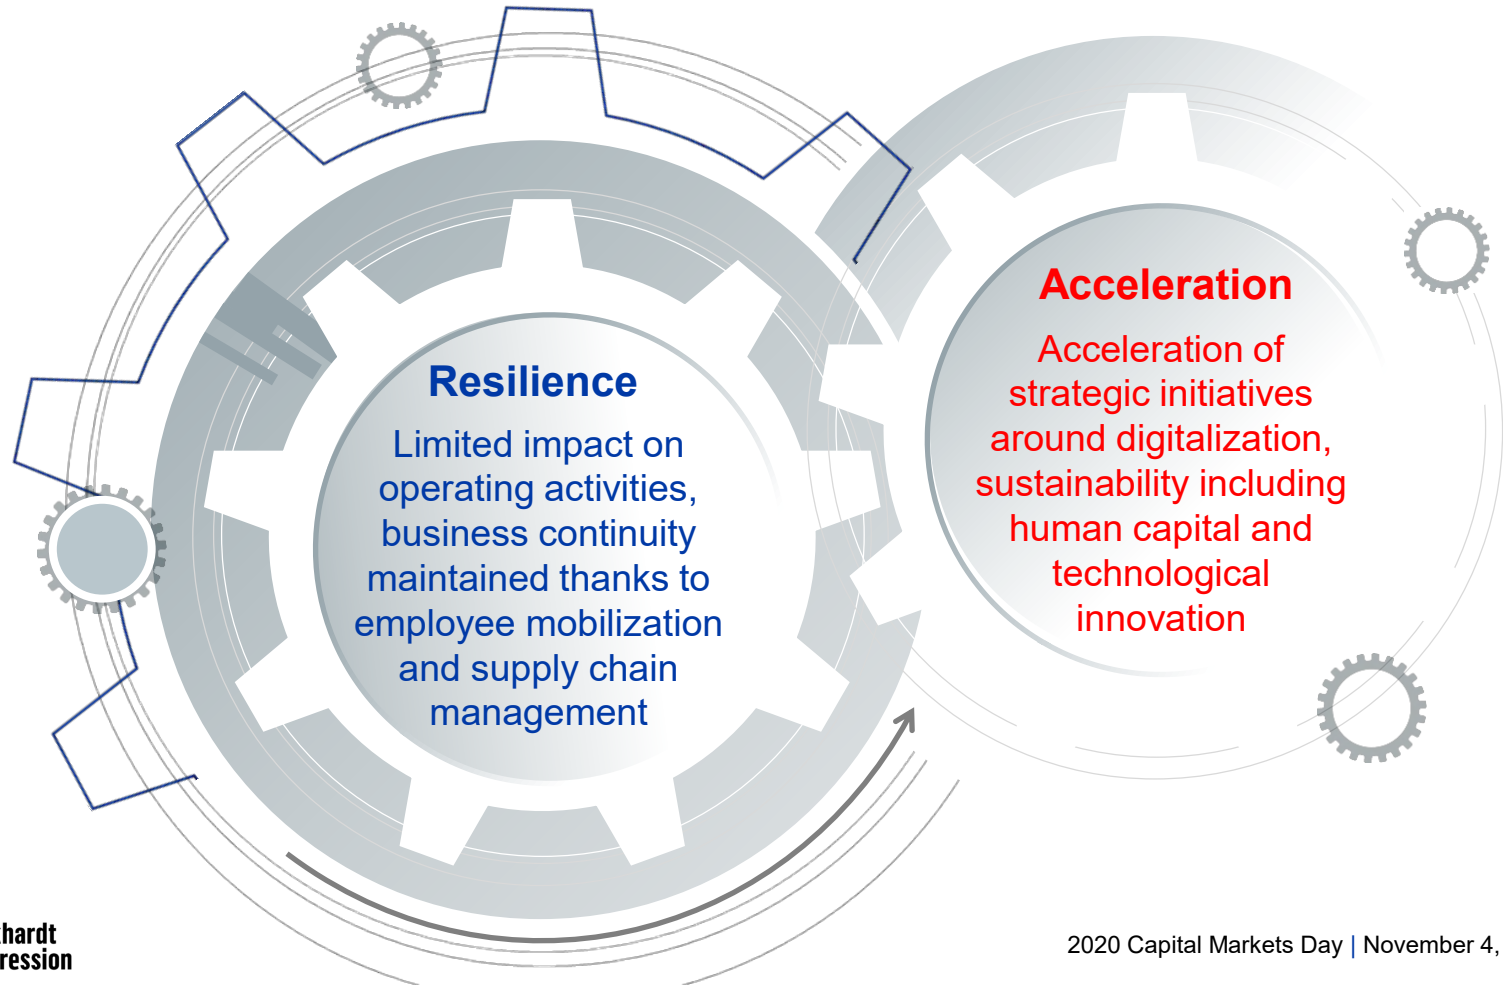 Resilience
Limited impact on
operating activities,
business continuity
maintained thanks to
employee mobilization
and supply chain
management
Acceleration
Acceleration of
strategic initiatives
around digitalization,
sustainability including
human capital and
technological
innovation
hardt
ression
2020 Capital Markets Day | November 4,